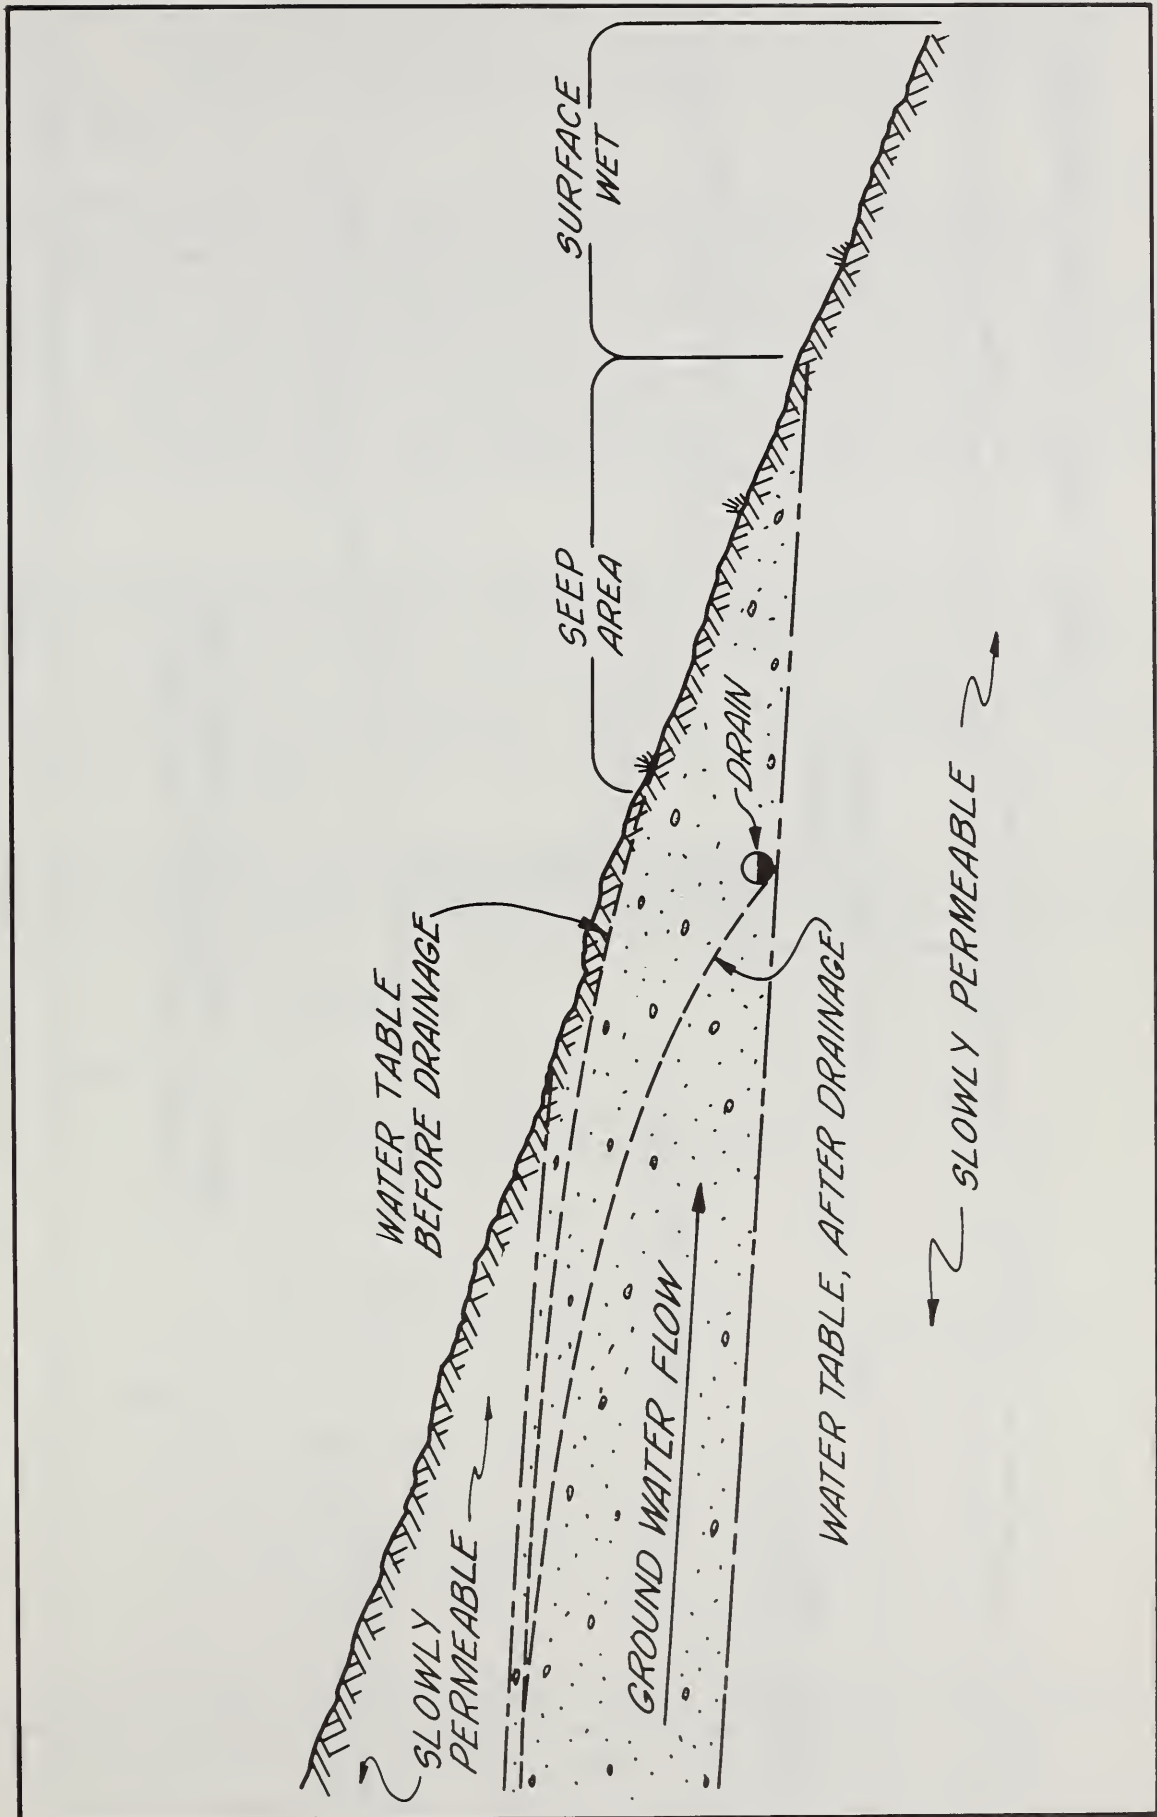 SURFACE
WET
SEEP
AREA
WATER TABLE
BEFORE DRAINAGE
DRAIN
SLOWLY
PERMEABLE
GROUND WATER FLOW
WATER TABLE, AFTER DRAINAGE
SLOWLY PERMEABLE